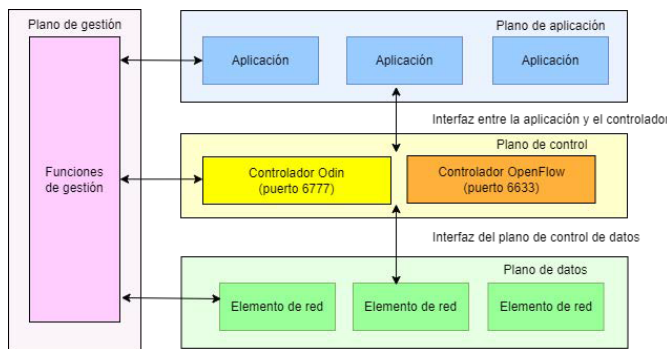 Plano de gestión
Plano de aplicación
Aplicación
Aplicación
Aplicación
Interfaz entre la aplicación y el controlador
Plano de control
Funciones
de gestión
Controlador Odin
(puerto 6777)
Controlador OpenFlow
(puerto 6633)
Interfaz del plano de control de datos
Plano de datos
Elemento de red
Elemento de red
Elemento de red